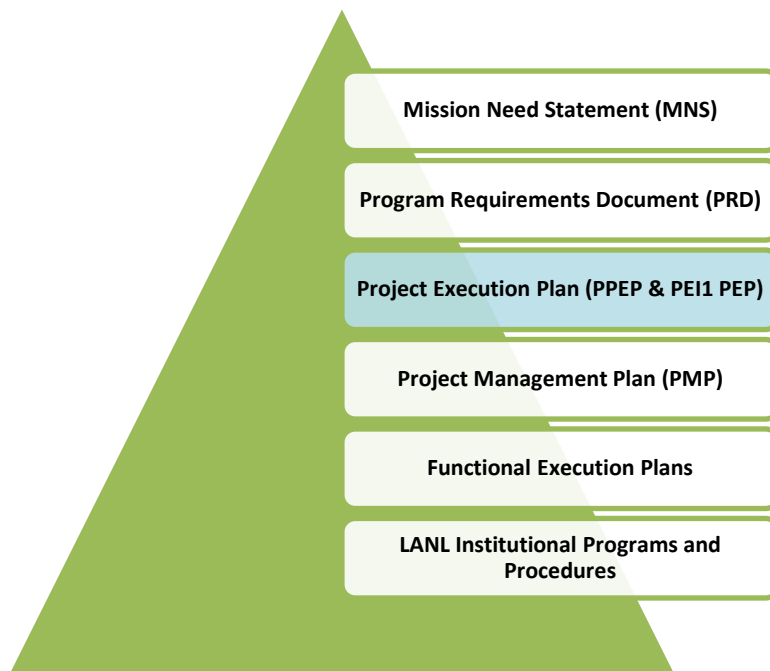 Mission Need Statement (MNS)
Program Requirements Document (PRD)
Project Execution Plan (PPEP & PEI1 PEP)
Project Management Plan (PMP)
Functional Execution Plans
LANL Institutional Programs and
Procedures